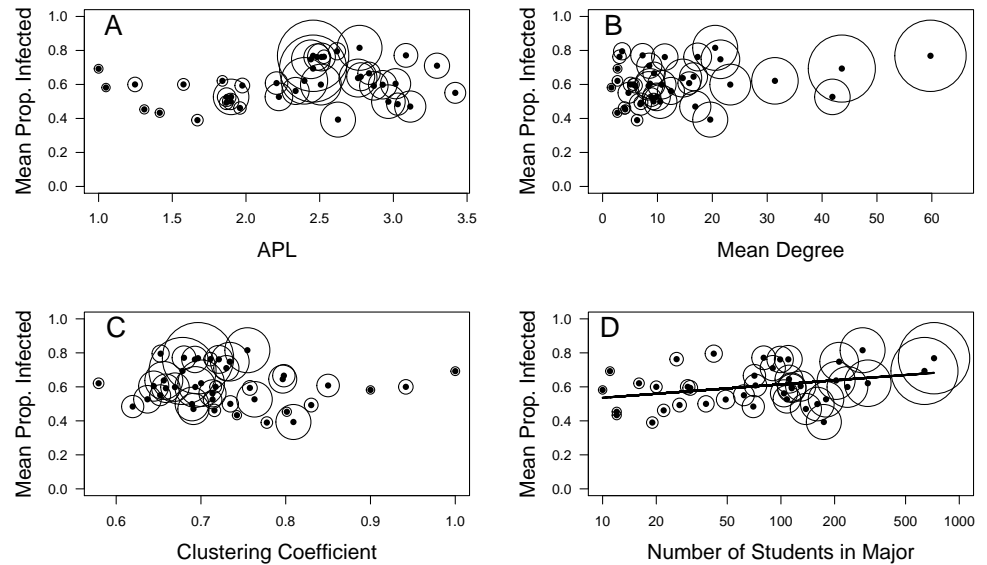 A
Mean Prop. Infected
1.0
0.8
0.6
0.4
0.2
0.0
1.0 1.5 2.0 2.5 3.0 3.5
APL
B
Mean Prop. Infected
1.0
0.8
0.6
0.4
0.2
0.0
0 10 20 30 40 50 60
Mean Degree
C
Mean Prop. Infected
1.0
0.8
0.6
0.4
0.2
0.0
0.6 0.7 0.8 0.9 1.0
Clustering Coefficient
D
Mean Prop. Infected
1.0
0.8
0.6
0.4
0.2
0.0
10 20 50 100 200 500 1000
Number of Students in Major